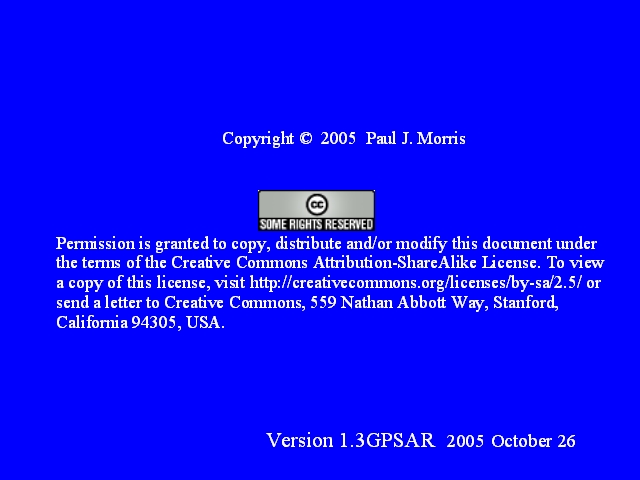 Copyright © 2005 Paul J. Morris
cc
SOME RIGHTS RESERVED
Permission is granted to copy, distribute and/or modify this document under
the terms of the Creative Commons Attribution-ShareAlike License. To view
a copy of this license, visit http://creativecommons.org/licenses/by-sa/2.5/ or
send a letter to Creative Commons, 559 Nathan Abbott Way, Stanford,
California 94305, USA.
Version 1.3GPSAR 2005 October 26